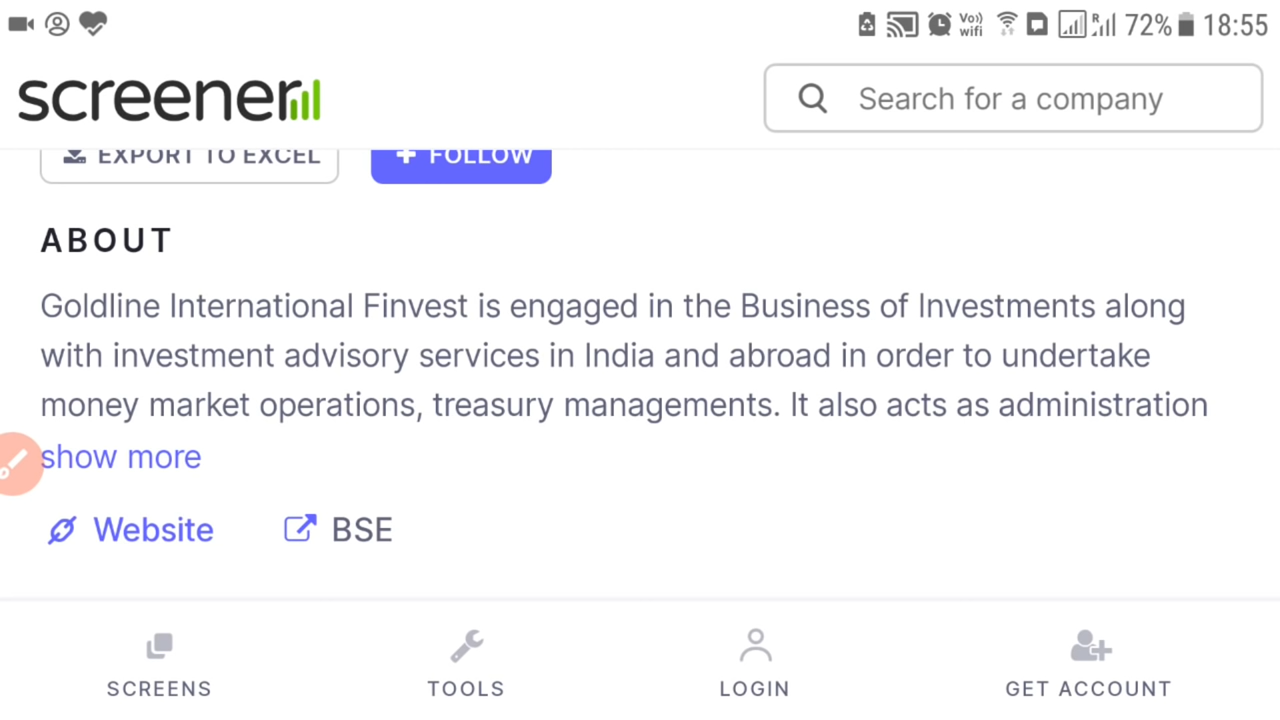 Vo)) wifi R 72% 18:55
screener
Search for a company
EXPORT TO EXCEL
FOLLOW
ABOUT
Goldline International Finvest is engaged in the Business of Investments along
with investment advisory services in India and abroad in order to undertake
money market operations, treasury managements. It also acts as administration
show more
Website
BSE
SCREENS
TOOLS
LOGIN
GET ACCOUNT